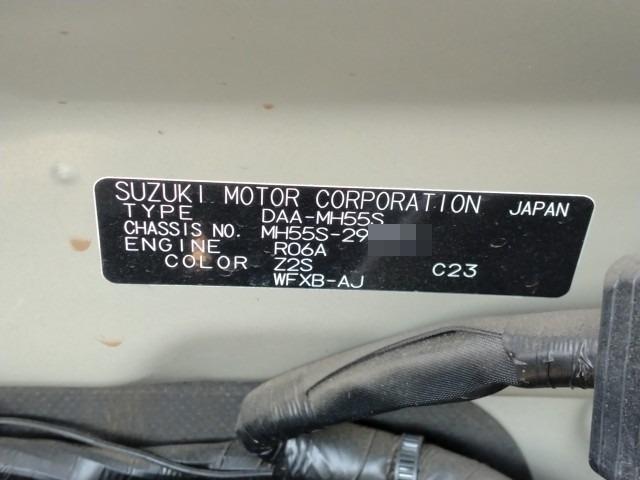 SUZUKI MOTOR CORPORATION JAPAN
TYPE DAA-MH55S
CHASSIS NO. MH55S-29
ENGINE R06A
COLOR Z2S C23
WFXB-AJ